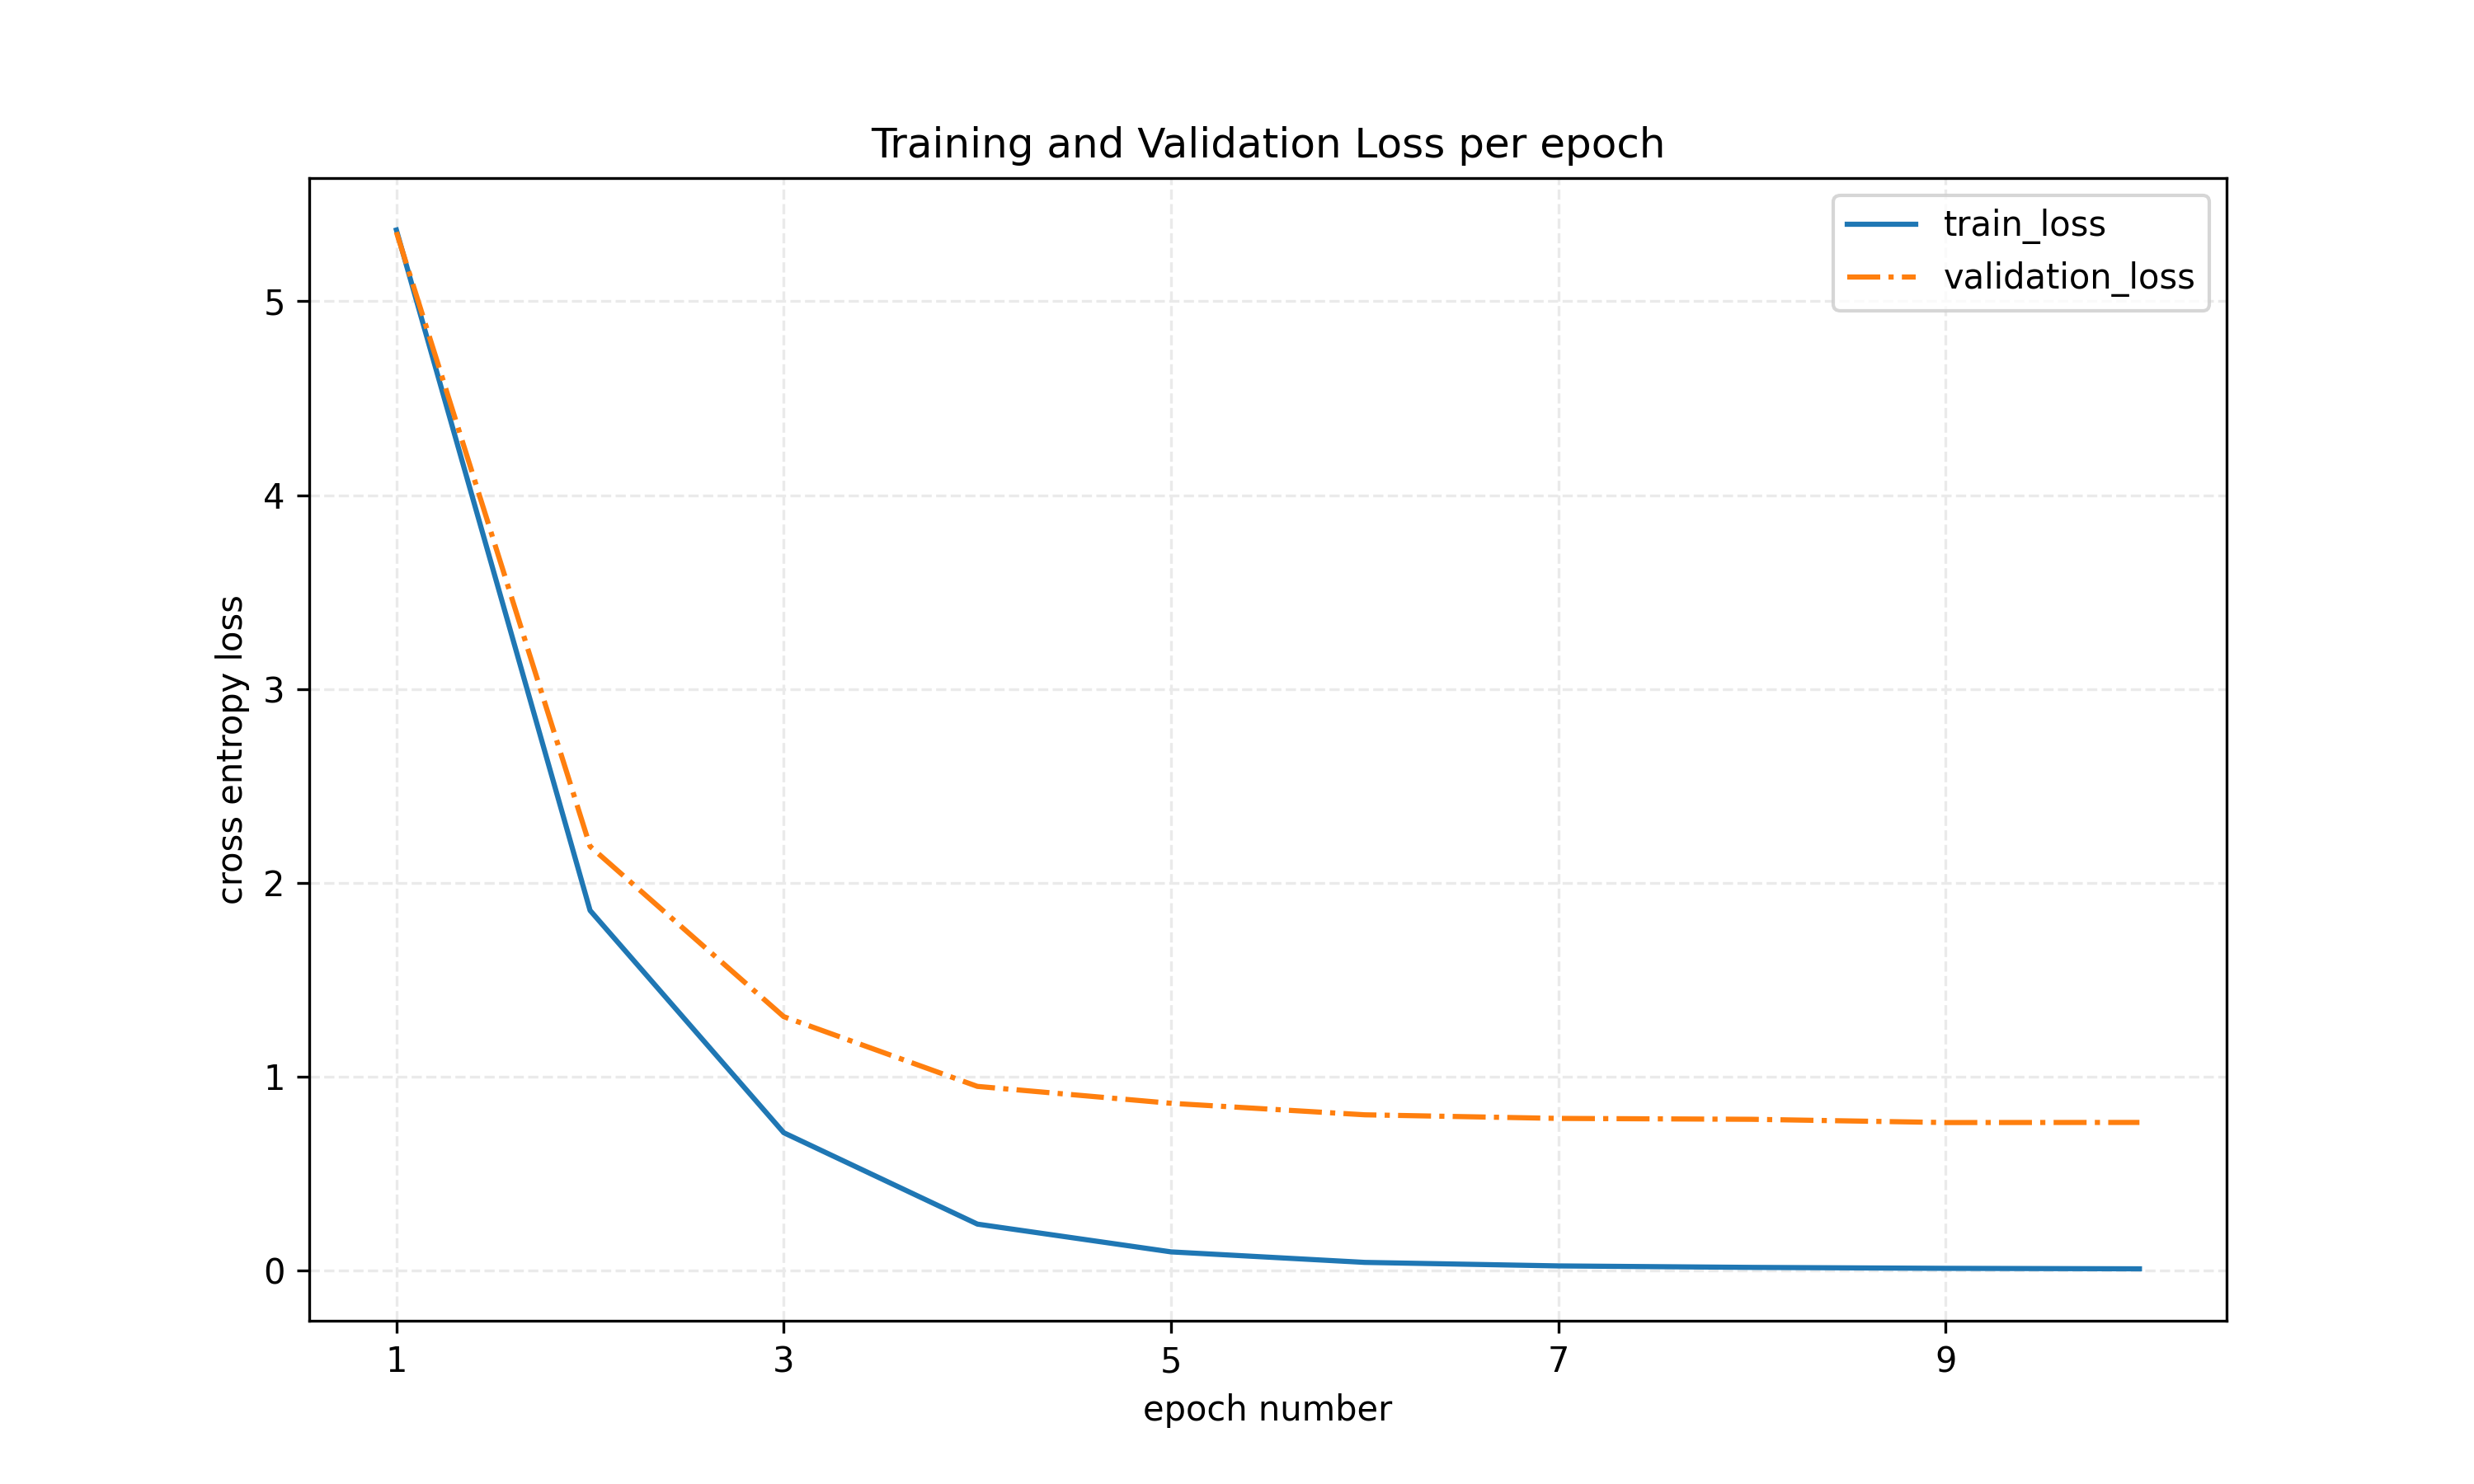 Training and Validation Loss per epoch
train_loss
validation_loss
cross entropy loss
5
4
3
2
1
0
1 3 5 7 9
epoch number